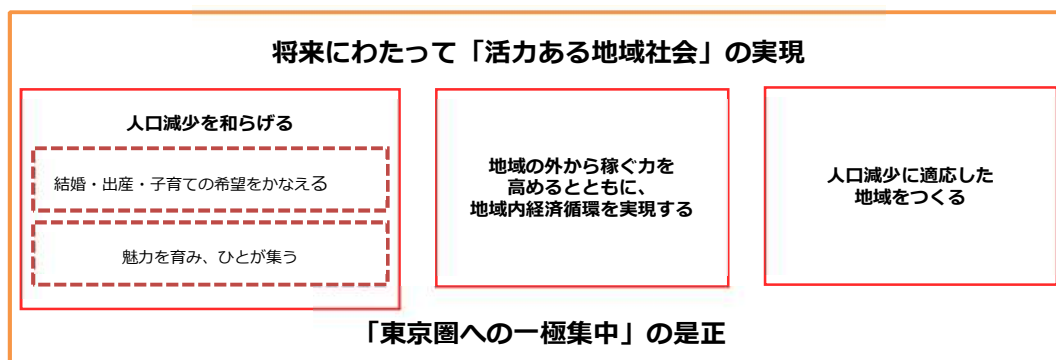 将来にわたって「活力ある地域社会」の実現
人口減少を和らげる
結婚・出産・子育ての希望をかなえる
魅力を育み、ひとが集う
地域の外から稼ぐ力を
高めるとともに、
地域内経済循環を実現する
人口減少に適応した
地域をつくる
「東京圏への一極集中」の是正